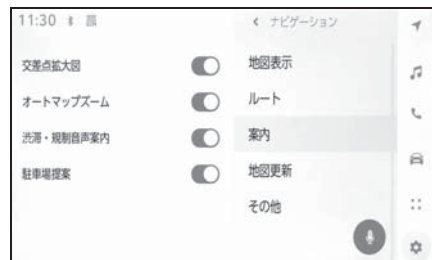 11:30
交差点拡大図
オートマップズーム
渋滞・規制音声案内
駐車場提案
ナビゲーション
地図表示
ルート
案内
地図更新
その他